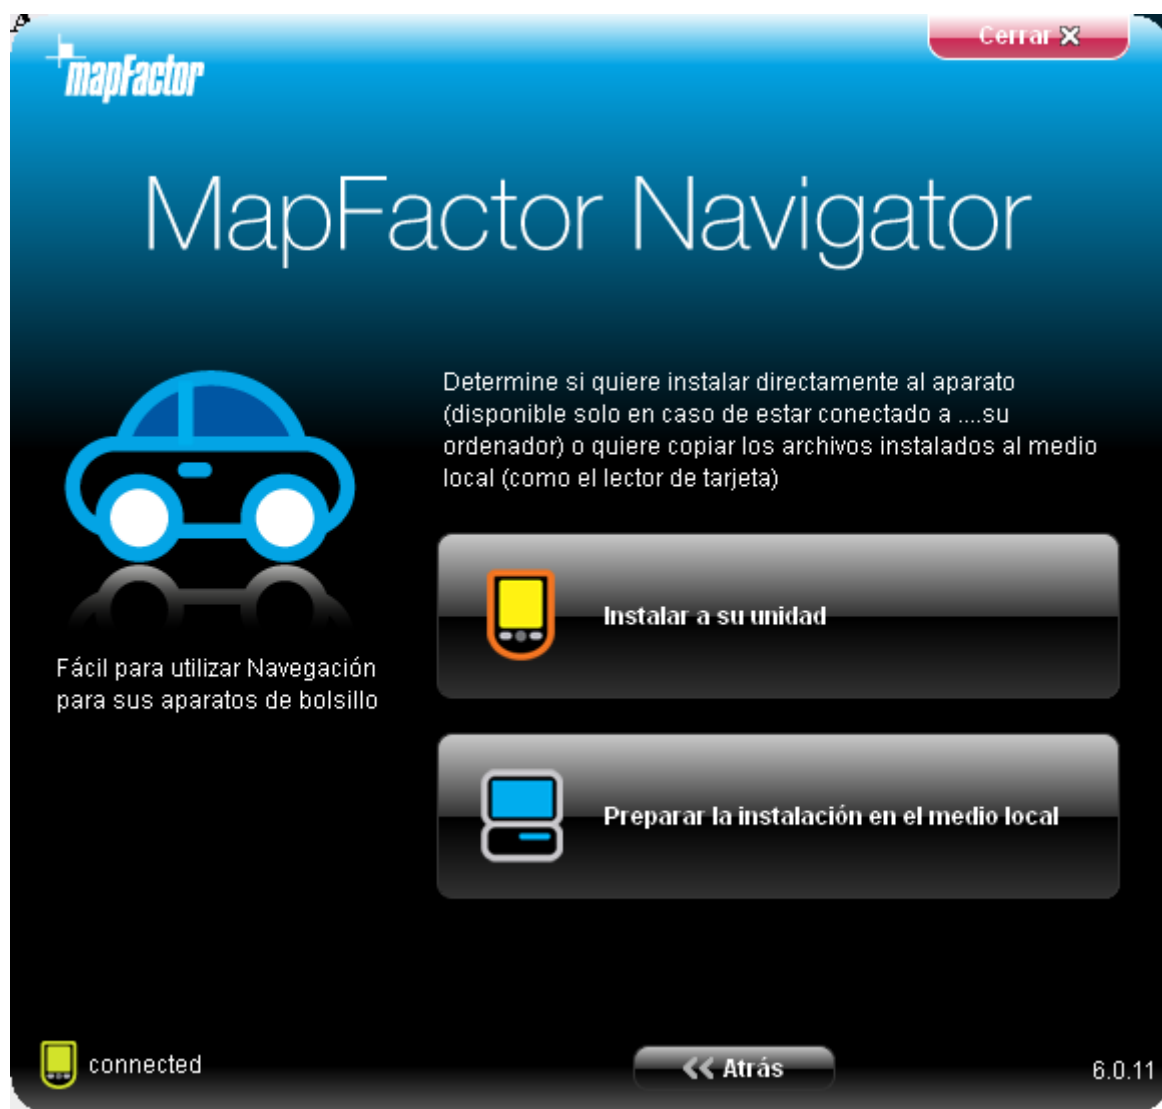 Cerrar
mapFactor
MapFactor Navigator
Determine si quiere instalar directamente al aparato
(disponible solo en caso de estar conectado a ....su
ordenador) o quiere copiar los archivos instalados al medio
local (como el lector de tarjeta)
Instalar a su unidad
Fácil para utilizar Navegación
para sus aparatos de bolsillo
Preparar la instalación en el medio local
connected
Atrás
6.0.11